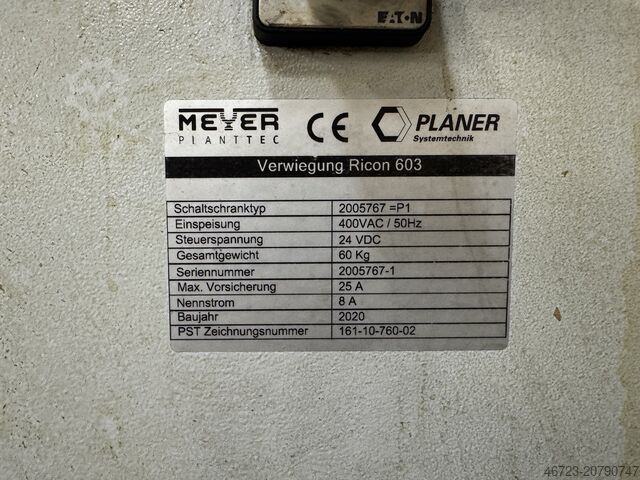 EATON
MEYER
PLANTTEC
CE
PLANER
Systemtechnik
Verwiegung Ricon 603
Schaltschranktyp 2005767 =P1
Einspeisung 400VAC / 50Hz
Steuerspannung 24 VDC
Gesamtgewicht 60 Kg
Seriennummer 2005767-1
Max. Vorsicherung 25 A
Nennstrom 8 A
Baujahr 2020
PST Zeichnungsnummer 161-10-760-02
46723-20790747